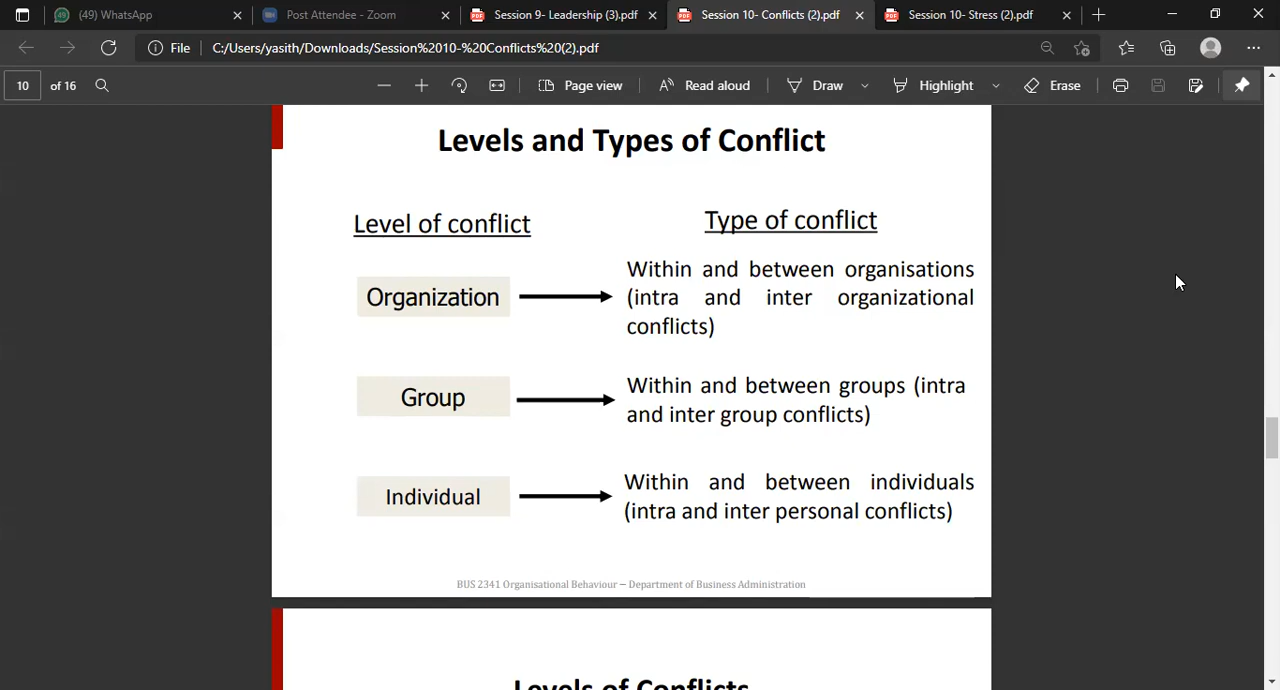 (49) WhatsApp
Post Attendee - Zoom
Session 9- Leadership (3).pdf
Session 10- Conflicts (2).pdf
Session 10- Stress (2).pdf
File
C:/Users/yasith/Downloads/Session%2010-%20Conflicts%20(2).pdf
10 of 16
Page view
Read aloud
Draw
Highlight
Erase
Levels and Types of Conflict
Level of conflict
Type of conflict
Organization
Within and between organisations
(intra and inter organizational
conflicts)
Group
Within and between groups (intra
and inter group conflicts)
Individual
Within and between individuals
(intra and inter personal conflicts)
BUS 2341 Organisational Behaviour – Department of Business Administration
Levels of Conflicts